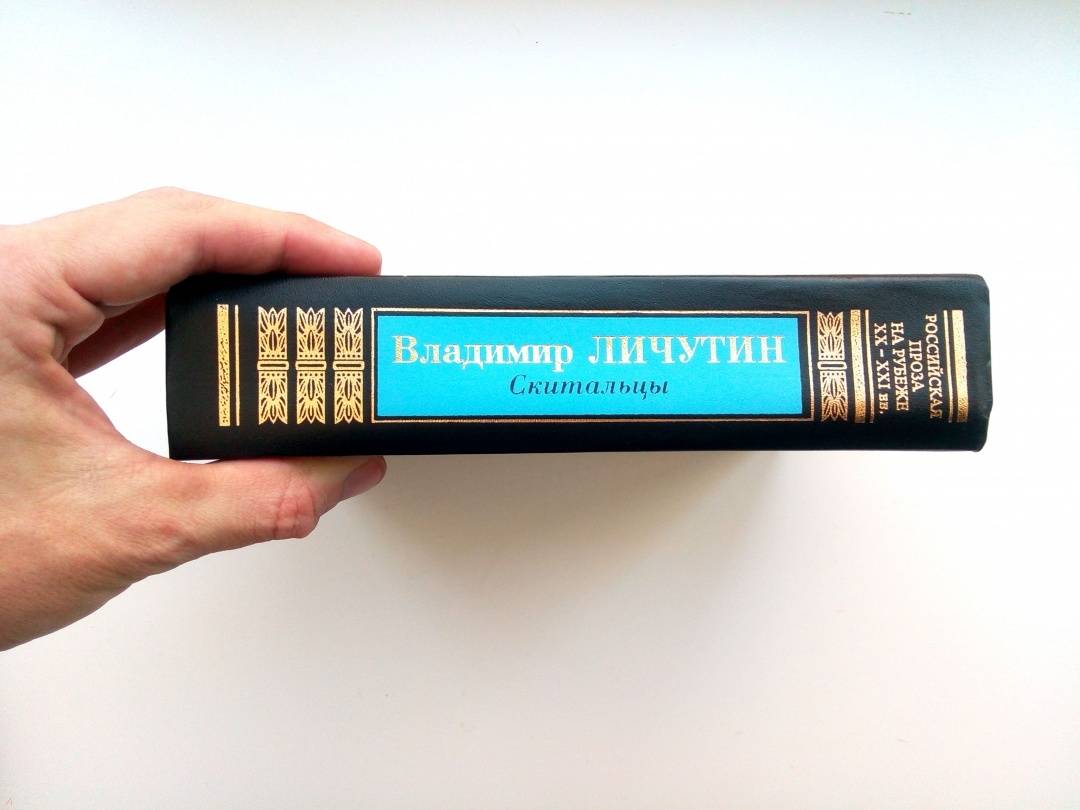 Владимир ЛИЧУТИН
Скитальцы
РОССИЙСКАЯ
ПРОЗА
НА РУБЕЖЕ
XX – XXI вв.